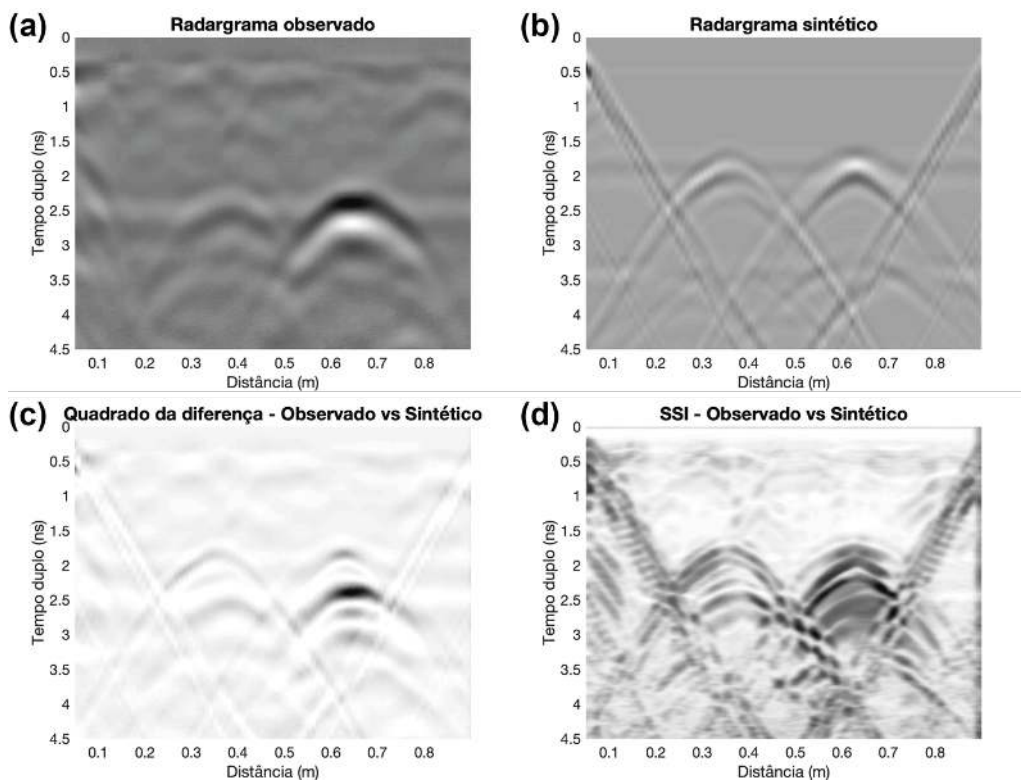 (a)
Radargrama observado
0
0.5
1
1.5
2
2.5
3
3.5
4
4.5
Tempo duplo (ns)
0.1 0.2 0.3 0.4 0.5 0.6 0.7 0.8
Distância (m)
(b)
Radargrama sintético
0
0.5
1
1.5
2
2.5
3
3.5
4
4.5
Tempo duplo (ns)
0.1 0.2 0.3 0.4 0.5 0.6 0.7 0.8
Distância (m)
(c)
Quadrado da diferença - Observado vs Sintético
0
0.5
1
1.5
2
2.5
3
3.5
4
4.5
Tempo duplo (ns)
0.1 0.2 0.3 0.4 0.5 0.6 0.7 0.8
Distância (m)
(d)
SSI - Observado vs Sintético
0
0.5
1
1.5
2
2.5
3
3.5
4
4.5
Tempo duplo (ns)
0.1 0.2 0.3 0.4 0.5 0.6 0.7 0.8
Distância (m)